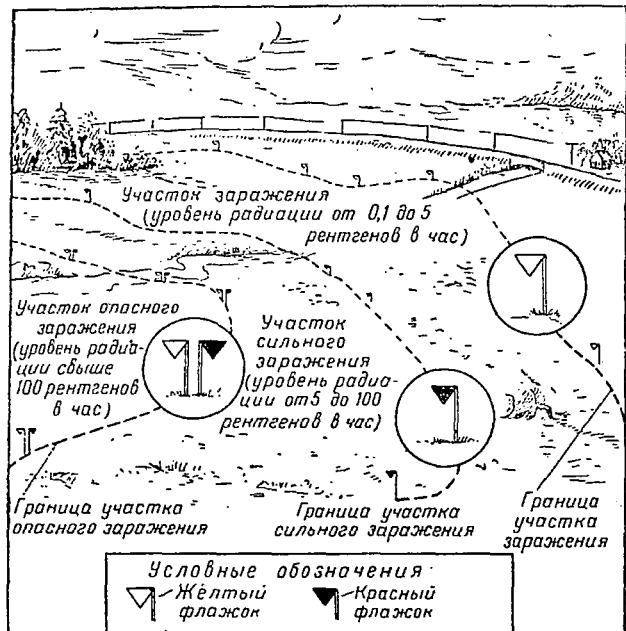 Участок заражения
(уровень радиации от 0,1 до 5
рентгенов в час)
Участок опасного
заражения
(уровень радиа-
ции свыше
100 рентгенов
в час)
Участок
сильного
заражения
(уровень радиа-
ции от 5 до 100
рентгенов в час)
Граница участка
опасного заражения
Граница участка
сильного заражения
Граница
участка
заражения
Условные обозначения
Жёлтый
флажок
Красный
флажок